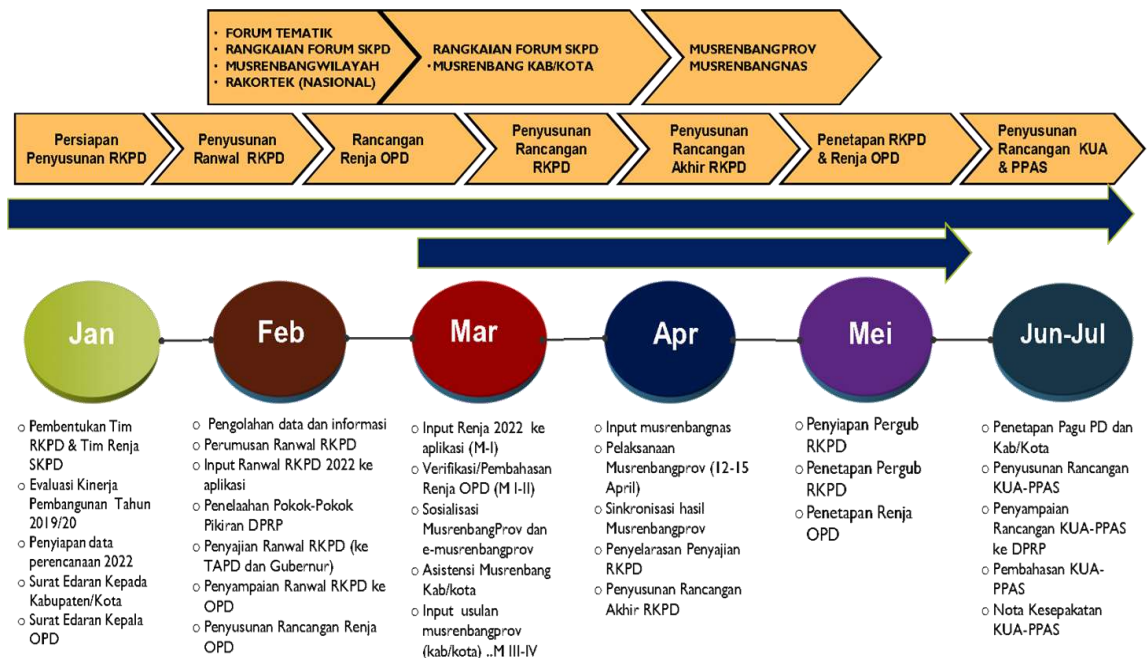 • FORUM TEMATIK
• RANGKAIAN FORUM SKPD
• MUSRENBANGWILAYAH
• RAKORTEK (NASIONAL)
RANGKAIAN FORUM SKPD
•MUSRENBANG KAB/KOTA
MUSRENBANGPROV
MUSRENBANGNAS
Persiapan
Penyusunan RKPD
Penyusunan
Ranwal RKPD
Rancangan
Renja OPD
Penyusunan
Rancangan
RKPD
Penyusunan
Rancangan
Akhir RKPD
Penetapan RKPD
& Renja OPD
Penyusunan
Rancangan KUA
& PPAS
Jan
Feb
Mar
Apr
Mei
Jun-Jul
o Pembentukan Tim
RKPD & Tim Renja
SKPD
o Evaluasi Kinerja
Pembangunan Tahun
2019/20
o Penyiapan data
perencanaan 2022
o Surat Edaran Kepada
Kabupaten/Kota
o Surat Edaran Kepala
OPD
o Pengolahan data dan informasi
o Perumusan Ranwal RKPD
o Input Ranwal RKPD 2022 ke
aplikasi
o Penelaahan Pokok-Pokok
Pikiran DPRP
o Penyajian Ranwal RKPD (ke
TAPD dan Gubernur)
o Penyampaian Ranwal RKPD ke
OPD
o Penyusunan Rancangan Renja
OPD
o Input Renja 2022 ke
aplikasi (M-I)
o Verifikasi/Pembahasan
Renja OPD (M I-II)
o Sosialisasi
MusrenbangProv dan
e-musrenbangprov
o Asistensi Musrenbang
Kab/kota
o Input usulan
musrenbangprov
(kab/kota) ..M III-IV
o Input musrenbangnas
o Pelaksanaan
Musrenbangprov (12-15
April)
o Sinkronisasi hasil
Musrenbangprov
o Penyelarasan Penyajian
RKPD
o Penyusunan Rancangan
Akhir RKPD
o Penyiapan Pergub
RKPD
o Penetapan Pergub
RKPD
o Penetapan Renja
OPD
o Penetapan Pagu PD dan
Kab/Kota
o Penyusunan Rancangan
KUA-PPAS
o Penyampaian
Rancangan KUA-PPAS
ke DPRP
o Pembahasan KUA-
PPAS
o Nota Kesepakatan
KUA-PPAS